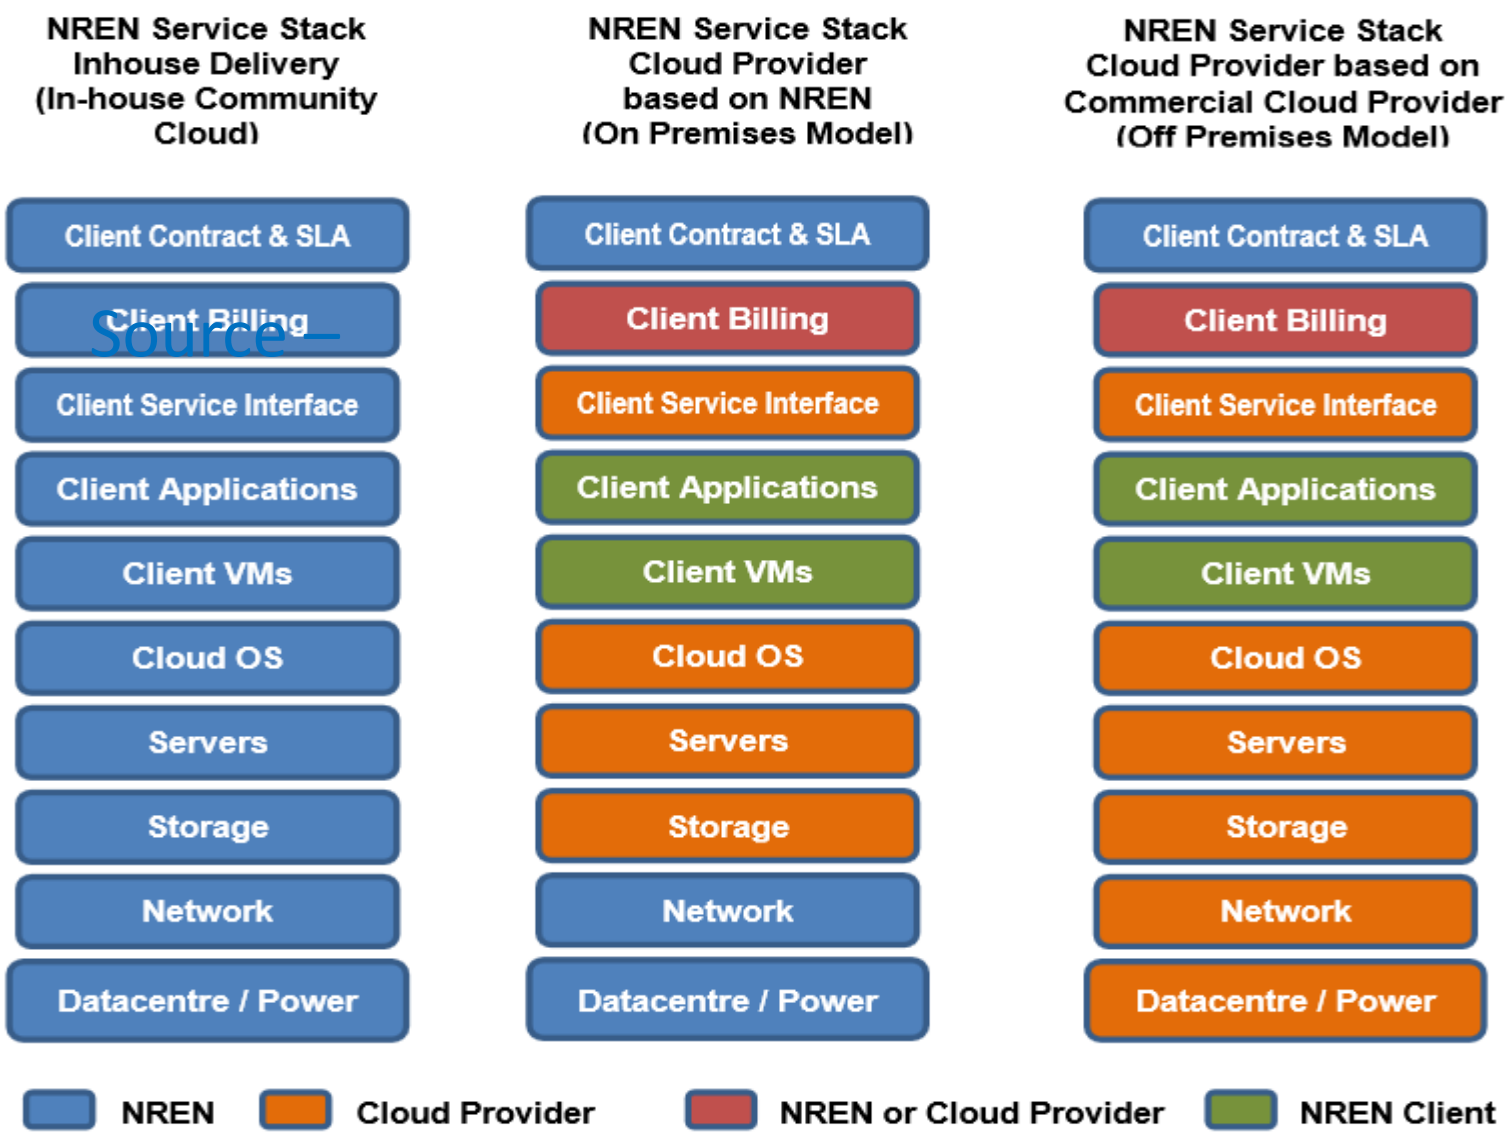 NREN Service Stack
Inhouse Delivery
(In-house Community
Cloud)
Client Contract & SLA
Client Billing
Source –
Client Service Interface
Client Applications
Client VMs
Cloud OS
Servers
Storage
Network
Datacentre / Power
NREN Service Stack
Cloud Provider
based on NREN
(On Premises Model)
Client Contract & SLA
Client Billing
Client Service Interface
Client Applications
Client VMs
Cloud OS
Servers
Storage
Network
Datacentre / Power
NREN Service Stack
Cloud Provider based on
Commercial Cloud Provider
(Off Premises Model)
Client Contract & SLA
Client Billing
Client Service Interface
Client Applications
Client VMs
Cloud OS
Servers
Storage
Network
Datacentre / Power
NREN
Cloud Provider
NREN or Cloud Provider
NREN Client